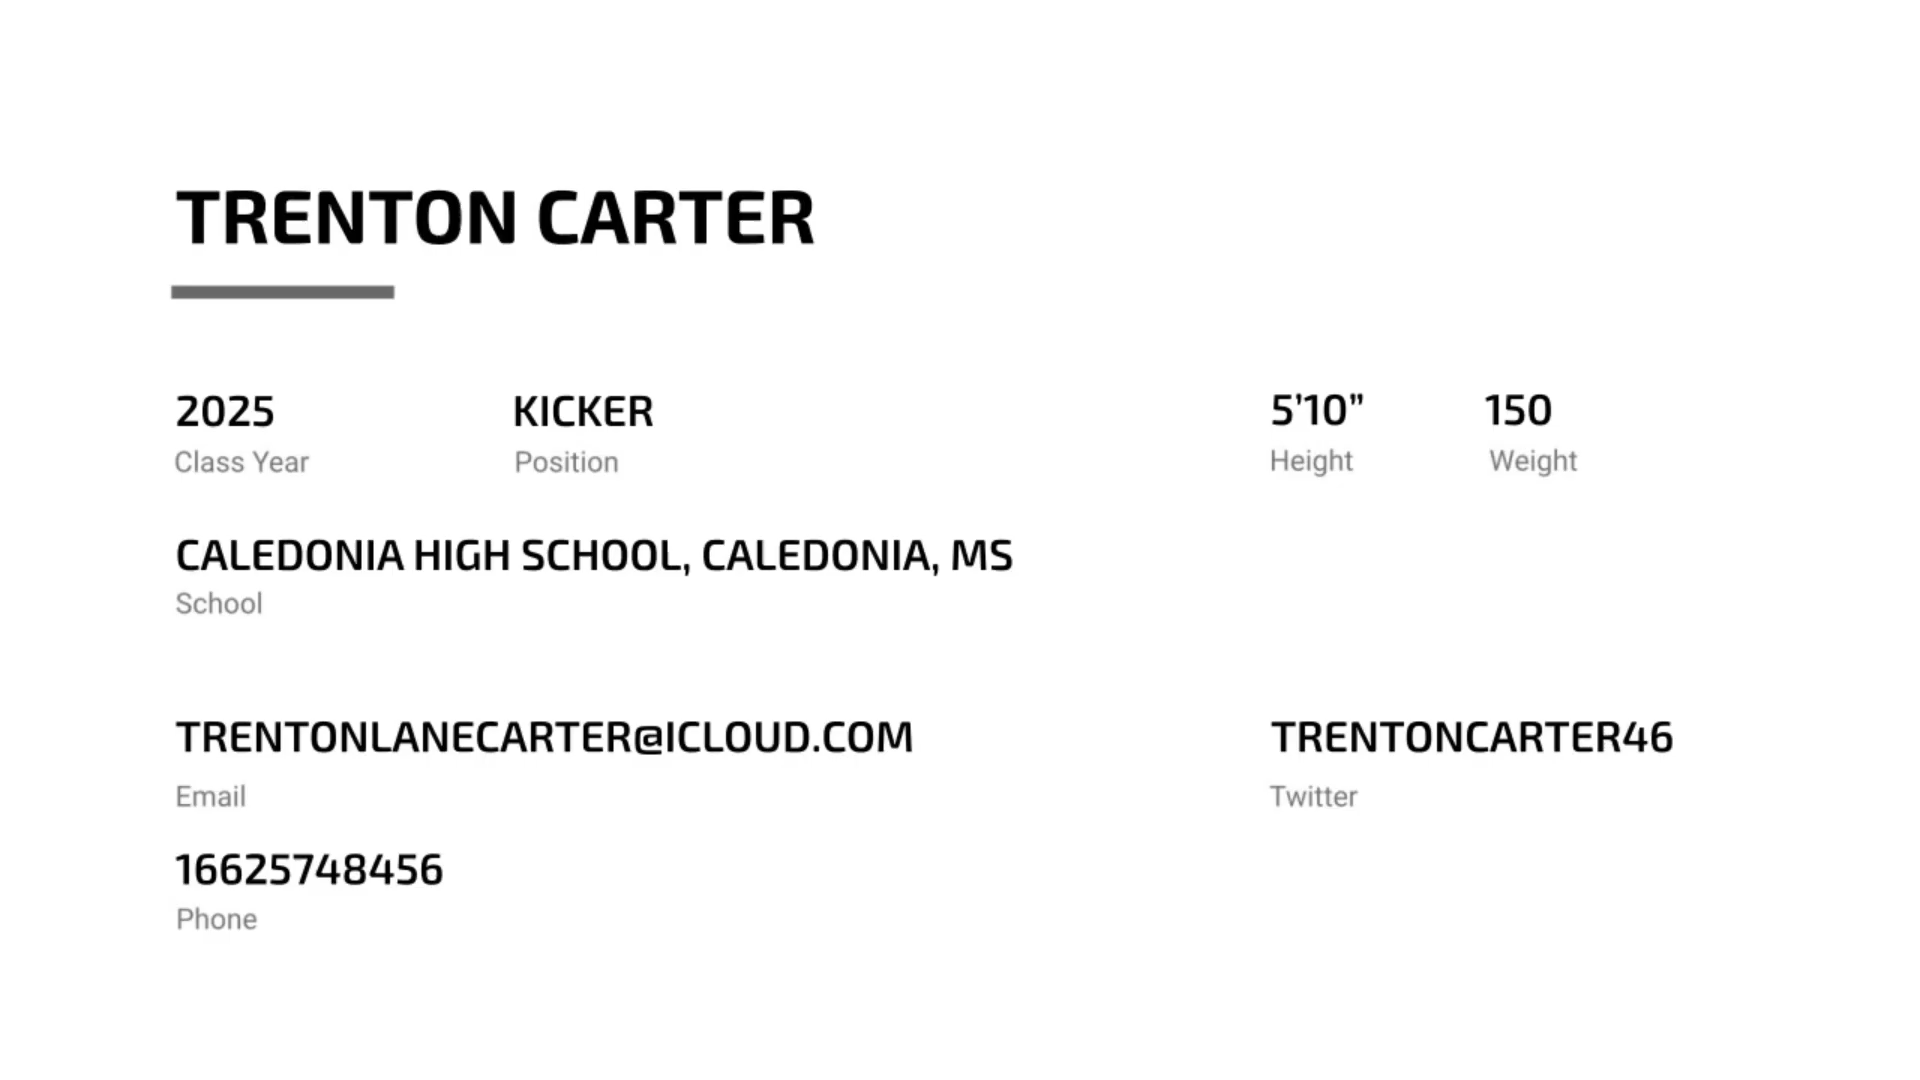 TRENTON CARTER
2025 KICKER 5'10” 150
Class Year Position Height Weight
CALEDONIA HIGH SCHOOL, CALEDONIA, MS
School
TRENTONLANECARTER@ICLOUD.COM TRENTONCARTER46
Email Twitter
16625748456
Phone